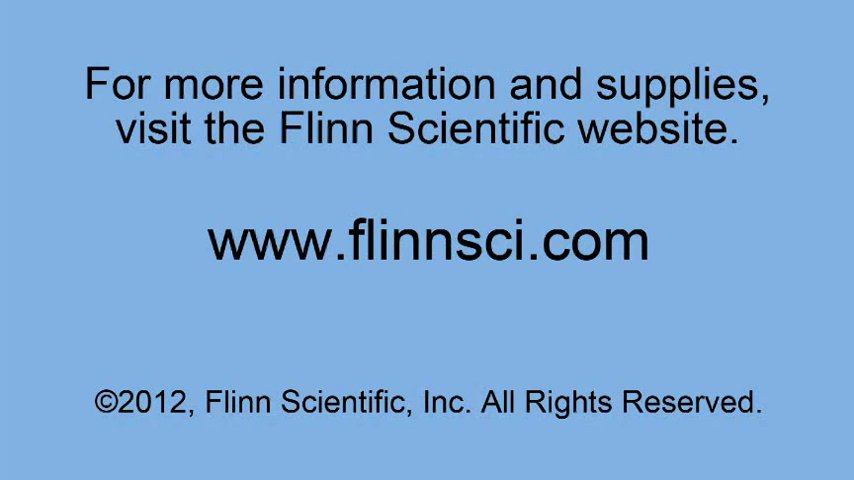 For more information and supplies,
visit the Flinn Scientific website.
www.flinnsci.com
©2012, Flinn Scientific, Inc. All Rights Reserved.